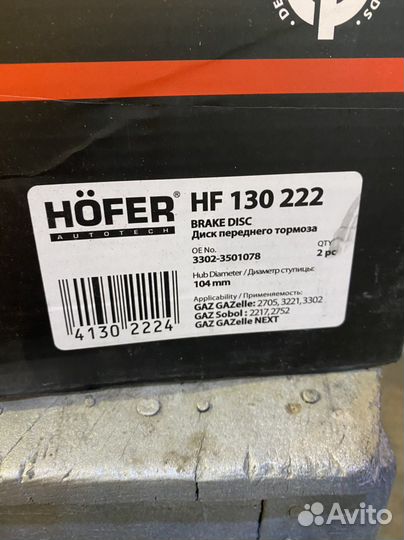 HÖFER®
AUTOTECH
HF 130 222
BRAKE DISC
Диск переднего тормоза
OE No.
3302-3501078
QTY
2 pc
Hub Diameter / Диаметр ступицы:
104 mm
Applicability / Применяемость:
GAZ GAZelle: 2705, 3221, 3302
GAZ Sobol : 2217, 2752
GAZ GAZelle NEXT
4130 2224
Avito